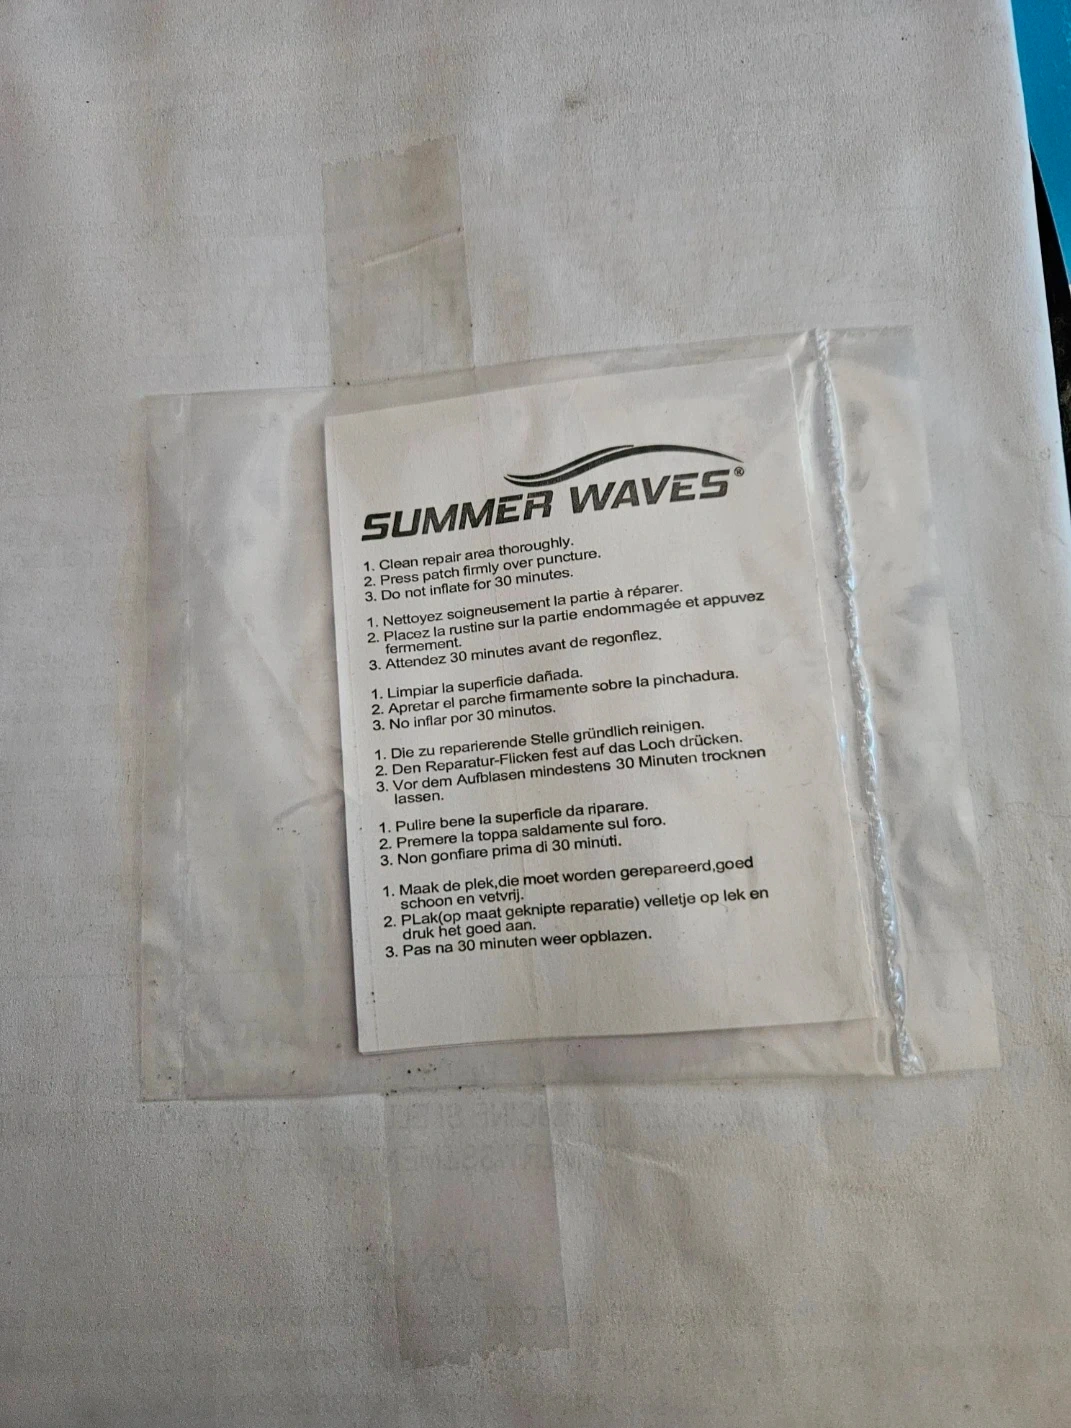 SUMMER WAVES®
1. Clean repair area thoroughly.
2. Press patch firmly over puncture.
3. Do not inflate for 30 minutes.
1. Nettoyez soigneusement la partie à réparer.
2. Placez la rustine sur la partie endommagée et appuvez
fermement.
3. Attendez 30 minutes avant de regonflez.
1. Limpiar la superficie dañada.
2. Apretar el parche firmamente sobre la pinchadura.
3. No inflar por 30 minutos.
1. Die zu reparierende Stelle gründlich reinigen.
2. Den Reparatur-Flicken fest auf das Loch drücken.
3. Vor dem Aufblasen mindestens 30 Minuten trocknen
lassen.
1. Pulire bene la superficle da riparare.
2. Premere la toppa saldamente sul foro.
3. Non gonfiare prima di 30 minuti.
1. Maak de plek,die moet worden gerepareerd,goed
schoon en vetvrij.
2. PLak(op maat geknipte reparatie) velletje op lek en
druk het goed aan.
3. Pas na 30 minuten weer opblazen.